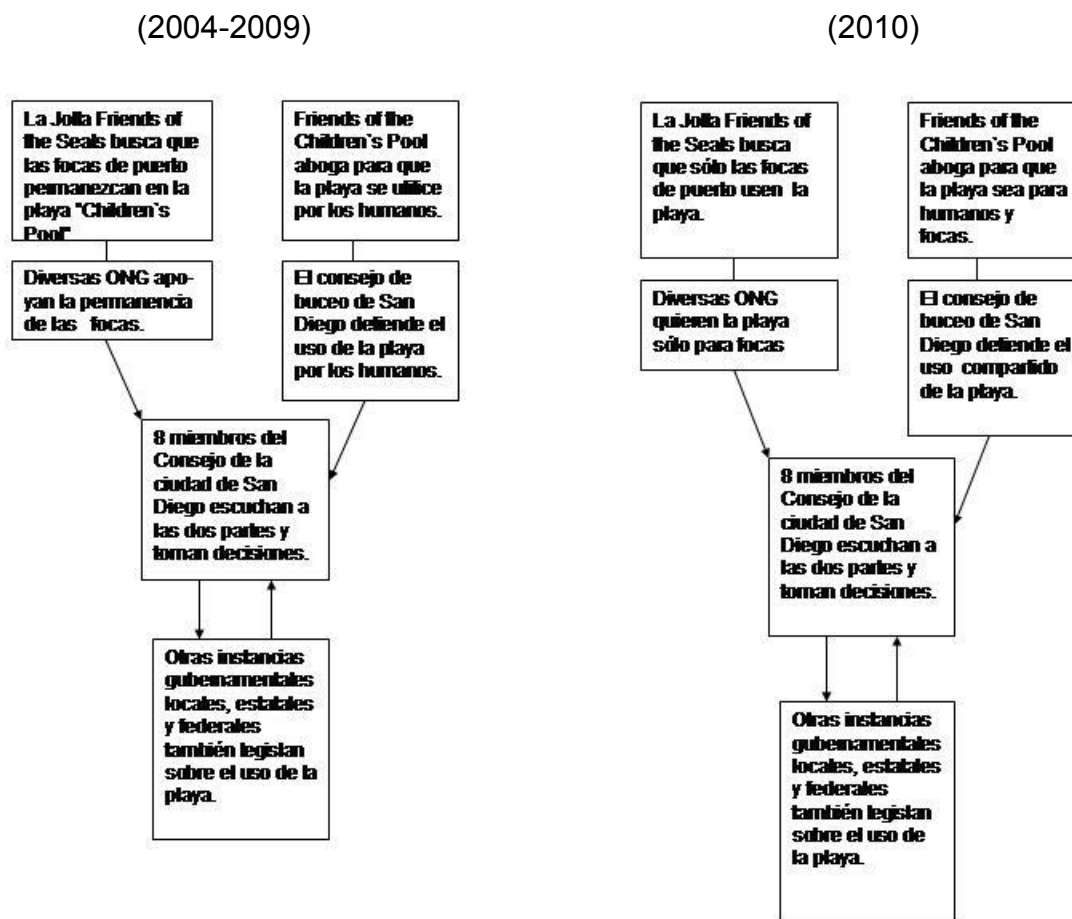 (2004-2009)
La Jolla Friends of
the Seals busca que
las focas de puerto
permanezcan en la
playa "Children's
Pool"
Friends of the
Children's Pool
aboga para que
la playa se utilice
por los humanos.
Diversas ONG apo-
yan la permanencia
de las focas.
El consejo de
buceo de San
Diego defiende el
uso de la playa
por los humanos.
8 miembros del
Consejo de la
ciudad de San
Diego escuchan a
las dos partes y
toman decisiones.
Otras instancias
gubernamentales
locales, estatales
y federales
también legislan
sobre el uso de la
playa.
(2010)
La Jolla Friends of
the Seals busca
que sólo las focas
de puerto usen la
playa.
Friends of the
Children's Pool
aboga para que
la playa sea para
humanos y
focas.
Diversas ONG
quieren la playa
sólo para focas
El consejo de
buceo de San
Diego defiende el
uso compartido
de la playa.
8 miembros del
Consejo de la
ciudad de San
Diego escuchan a
las dos partes y
toman decisiones.
Otras instancias
gubernamentales
locales, estatales
y federales
también legislan
sobre el uso de
la playa.